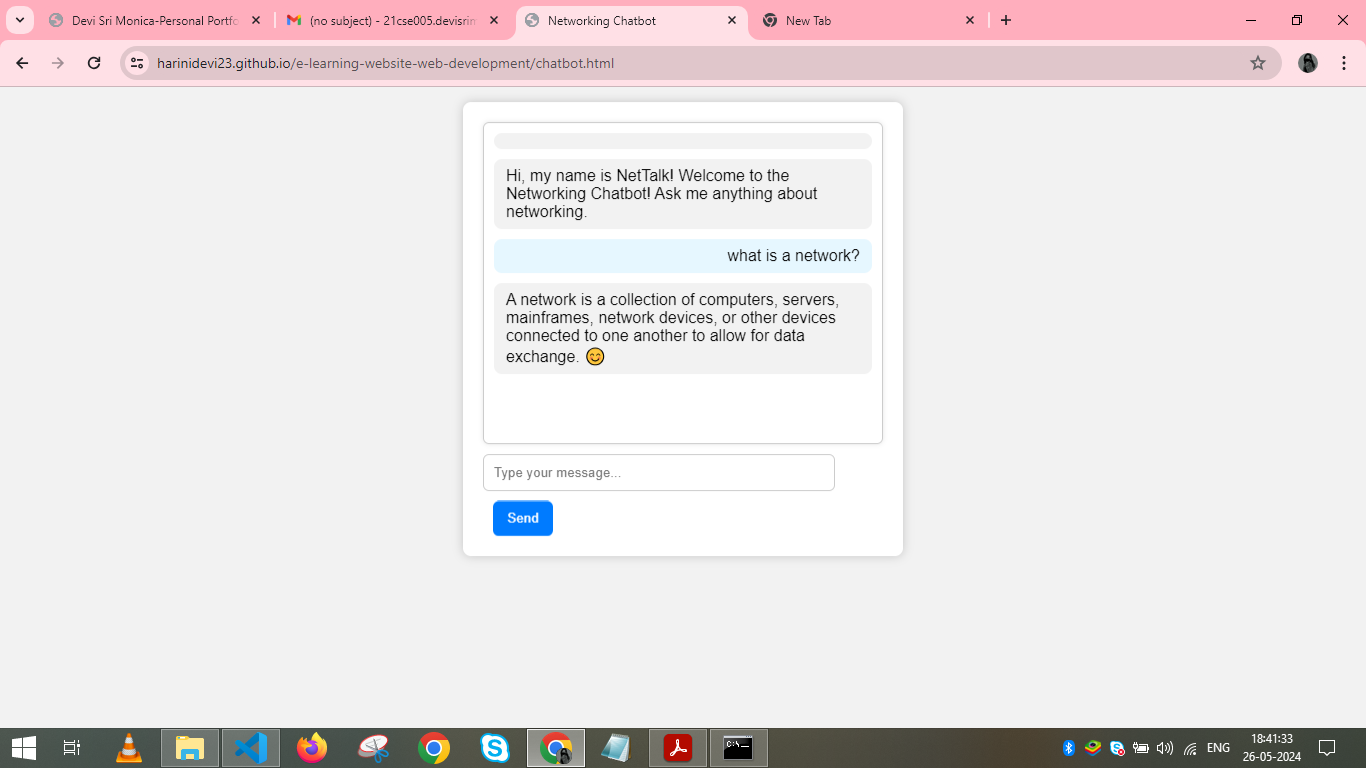 Devi Sri Monica-Personal Portfo
(no subject) - 21cse005.devisrim
Networking Chatbot
New Tab
harinidevi23.github.io/e-learning-website-web-development/chatbot.html
Hi, my name is NetTalk! Welcome to the
Networking Chatbot! Ask me anything about
networking.
what is a network?
A network is a collection of computers, servers,
mainframes, network devices, or other devices
connected to one another to allow for data
exchange. 😊
Type your message...
Send
C:\_
ENG
18:41:33
26-05-2024